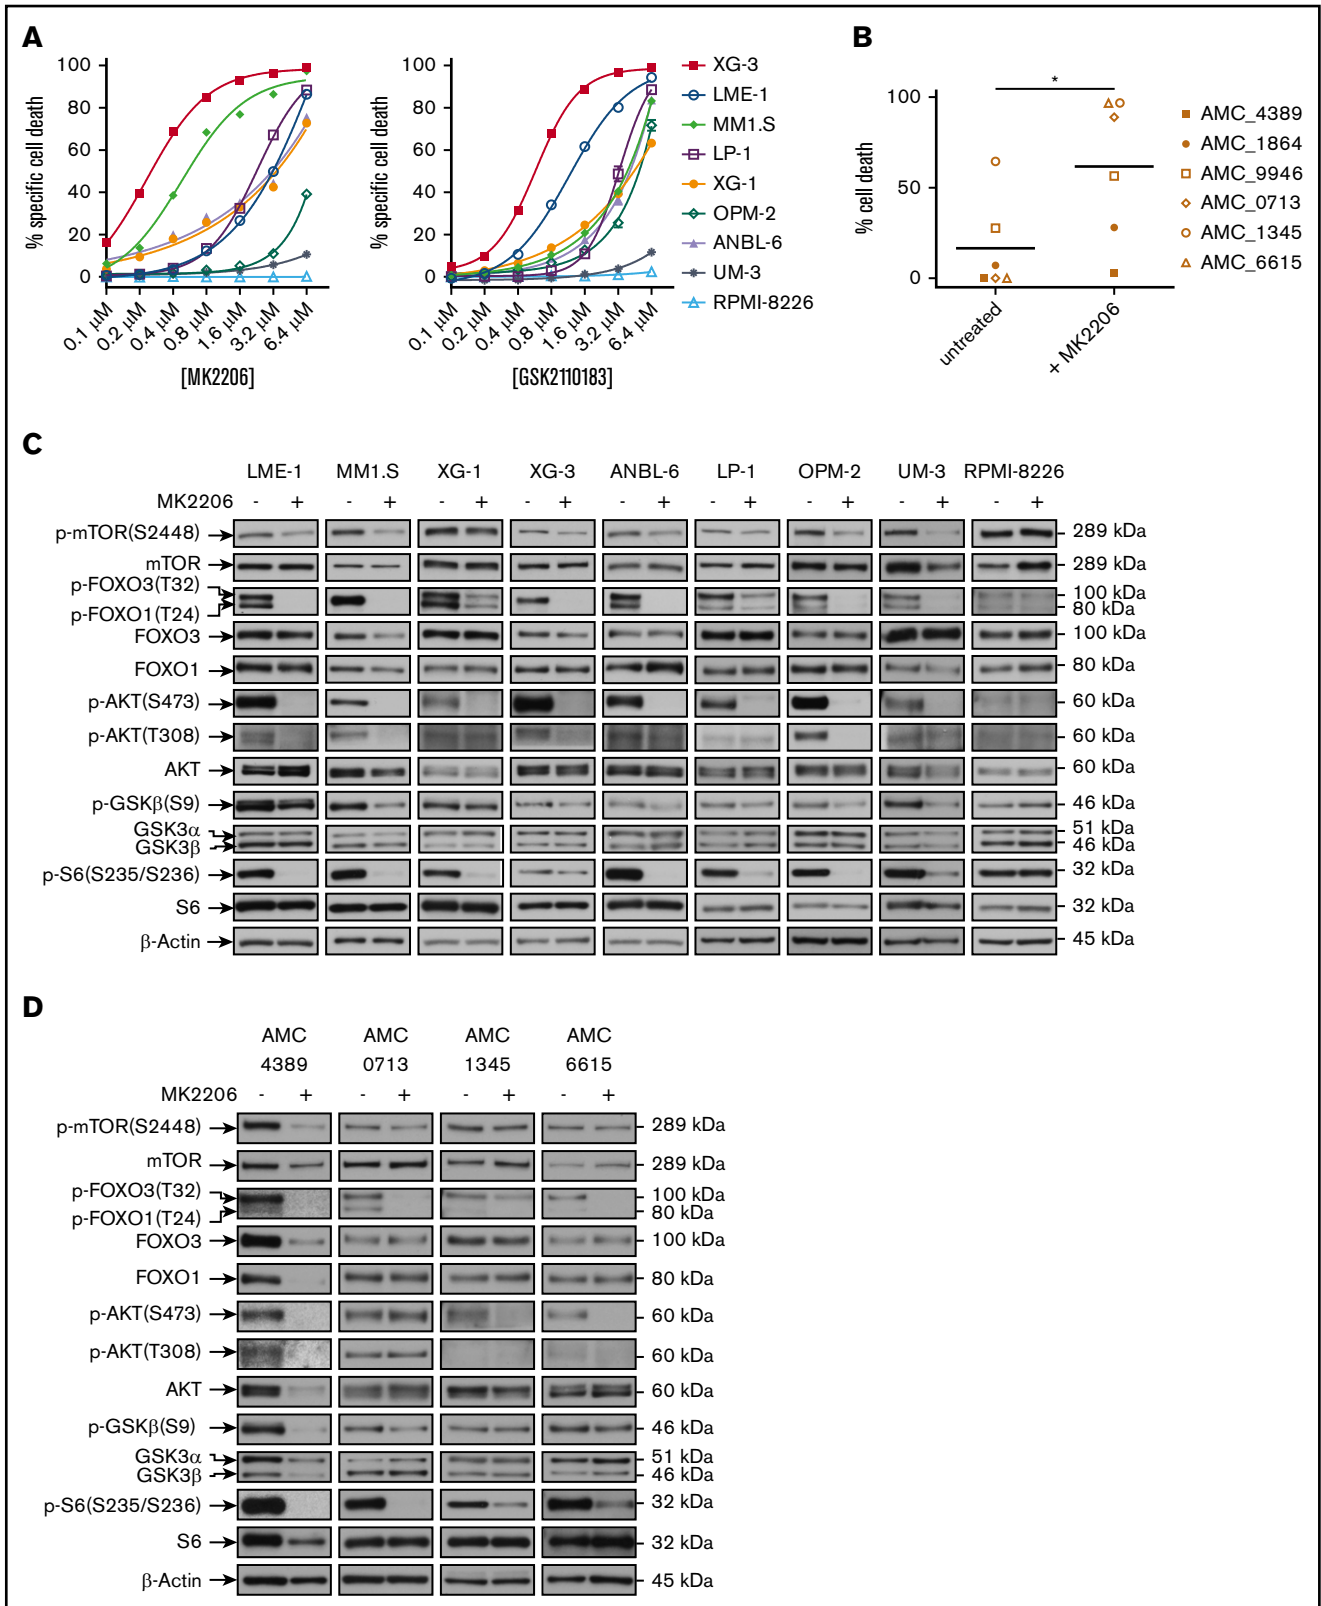 A
100
80
60
40
20
0
% specific cell death
0.1 µM
0.2 µM
0.4 µM
0.8 µM
1.6 µM
3.2 µM
6.4 µM
[MK2206]
100
80
60
40
20
0
% specific cell death
0.1 µM
0.2 µM
0.4 µM
0.8 µM
1.6 µM
3.2 µM
6.4 µM
[GSK2110183]
XG-3
LME-1
MM1.S
LP-1
XG-1
OPM-2
ANBL-6
UM-3
RPMI-8226
B
*
100
50
0
% cell death
untreated
+ MK2206
AMC_4389
AMC_1864
AMC_9946
AMC_0713
AMC_1345
AMC_6615
C
LME-1 MM1.S XG-1 XG-3 ANBL-6 LP-1 OPM-2 UM-3 RPMI-8226
MK2206 - + - + - + - + - + - + - + - + - +
p-mTOR(S2448) 289 kDa
mTOR 289 kDa
p-FOXO3(T32) 100 kDa
p-FOXO1(T24) 80 kDa
FOXO3 100 kDa
FOXO1 80 kDa
p-AKT(S473) 60 kDa
p-AKT(T308) 60 kDa
AKT 60 kDa
p-GSKβ(S9) 46 kDa
GSK3α 51 kDa
GSK3β 46 kDa
p-S6(S235/S236) 32 kDa
S6 32 kDa
β-Actin 45 kDa
D
AMC AMC AMC AMC
4389 0713 1345 6615
MK2206 - + - + - + - +
p-mTOR(S2448) 289 kDa
mTOR 289 kDa
p-FOXO3(T32) 100 kDa
p-FOXO1(T24) 80 kDa
FOXO3 100 kDa
FOXO1 80 kDa
p-AKT(S473) 60 kDa
p-AKT(T308) 60 kDa
AKT 60 kDa
p-GSKβ(S9) 46 kDa
GSK3α 51 kDa
GSK3β 46 kDa
p-S6(S235/S236) 32 kDa
S6 32 kDa
β-Actin 45 kDa